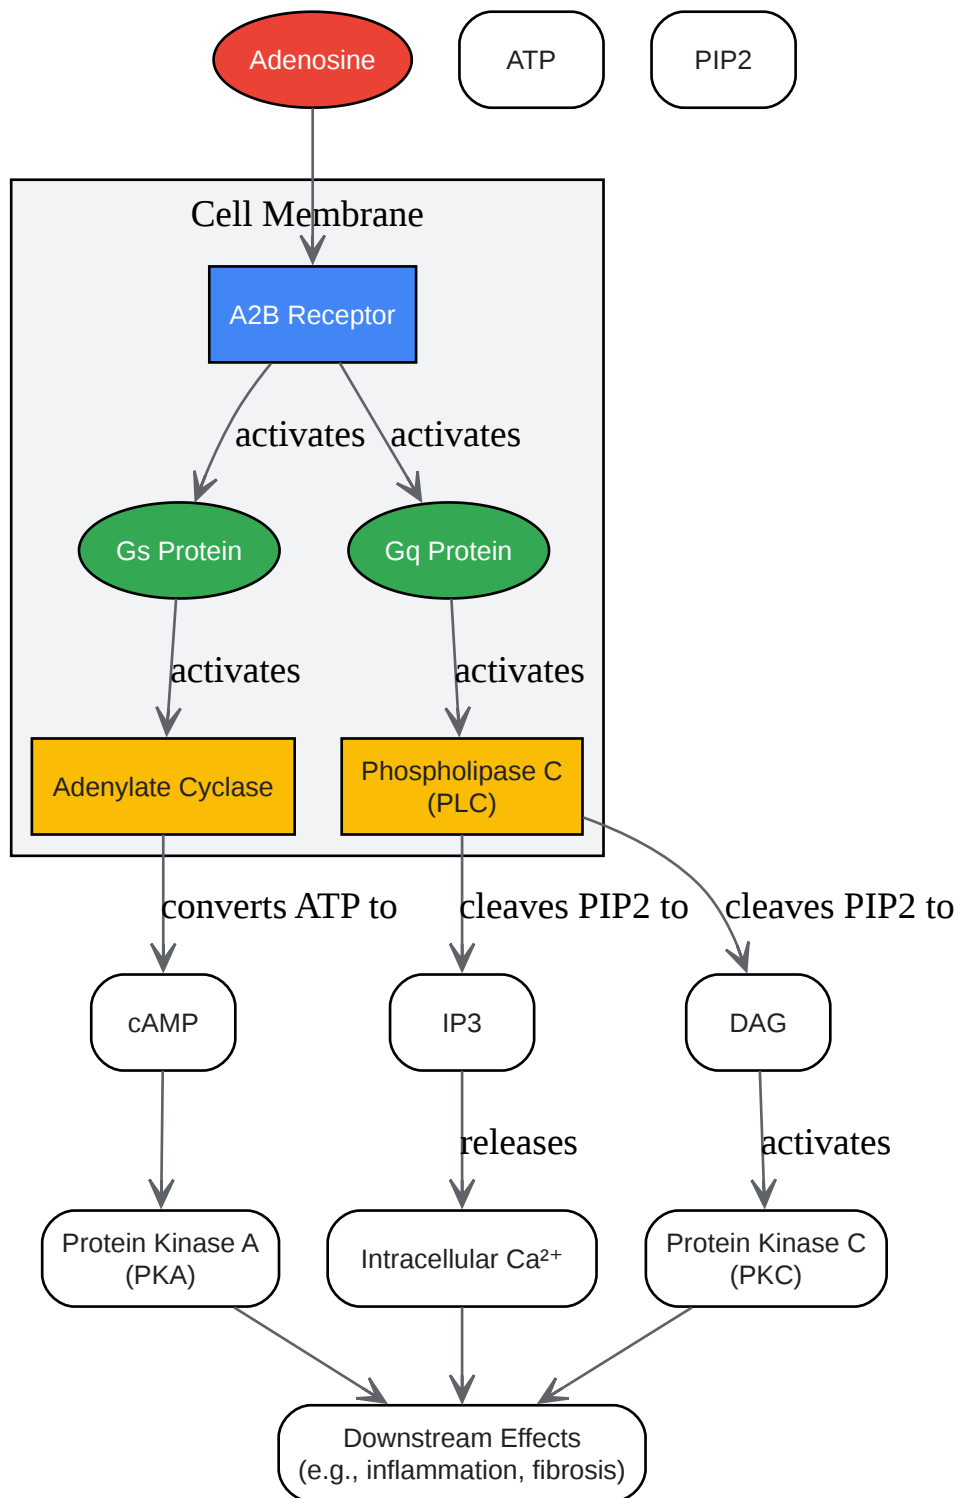 Adenosine
ATP
PIP2
Cell Membrane
A2B Receptor
activates
activates
Gs Protein
Gq Protein
activates
activates
Adenylate Cyclase
Phospholipase C
(PLC)
converts ATP to
cleaves PIP2 to
cleaves PIP2 to
cAMP
IP3
DAG
releases
activates
Protein Kinase A
(PKA)
Intracellular Ca²⁺
Protein Kinase C
(PKC)
Downstream Effects
(e.g., inflammation, fibrosis)